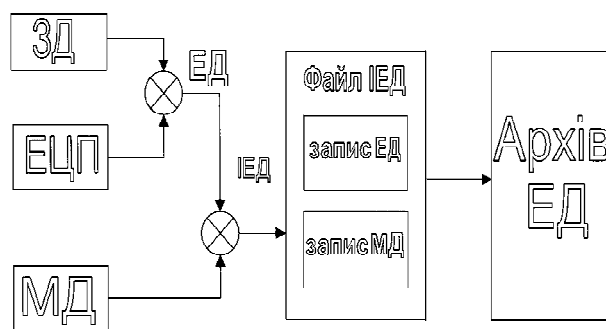 ЗД
ЕД
ЕЦП
ІЕД
МД
Файл ІЕД
запис ЕД
запис МД
Архів
ЕД